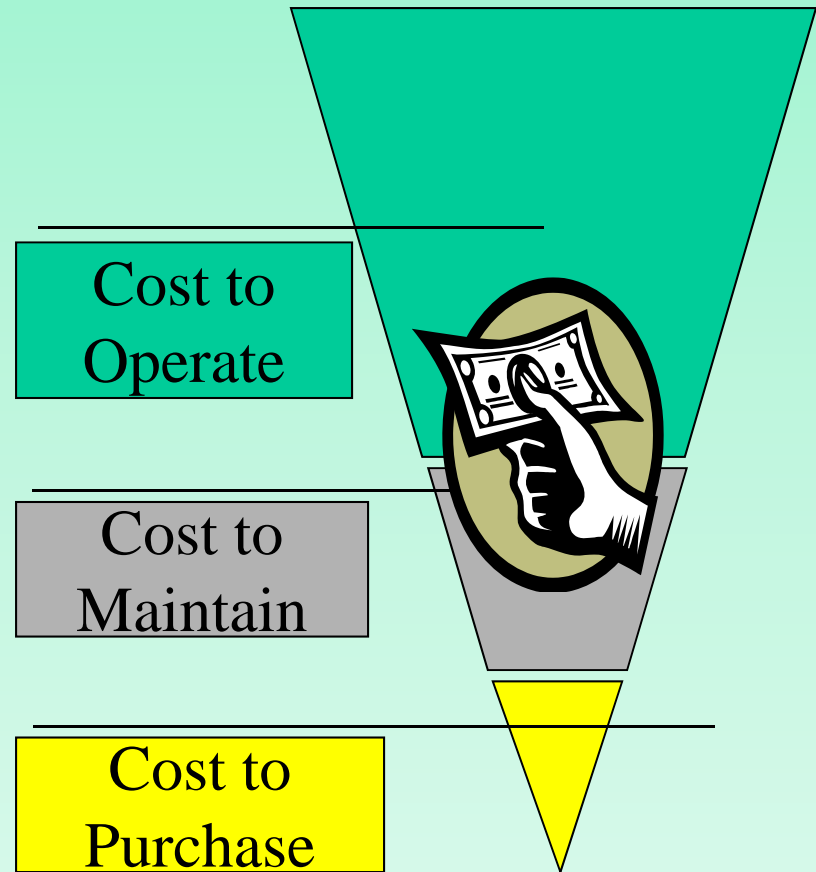 Cost to
Operate
Cost to
Maintain
Cost to
Purchase